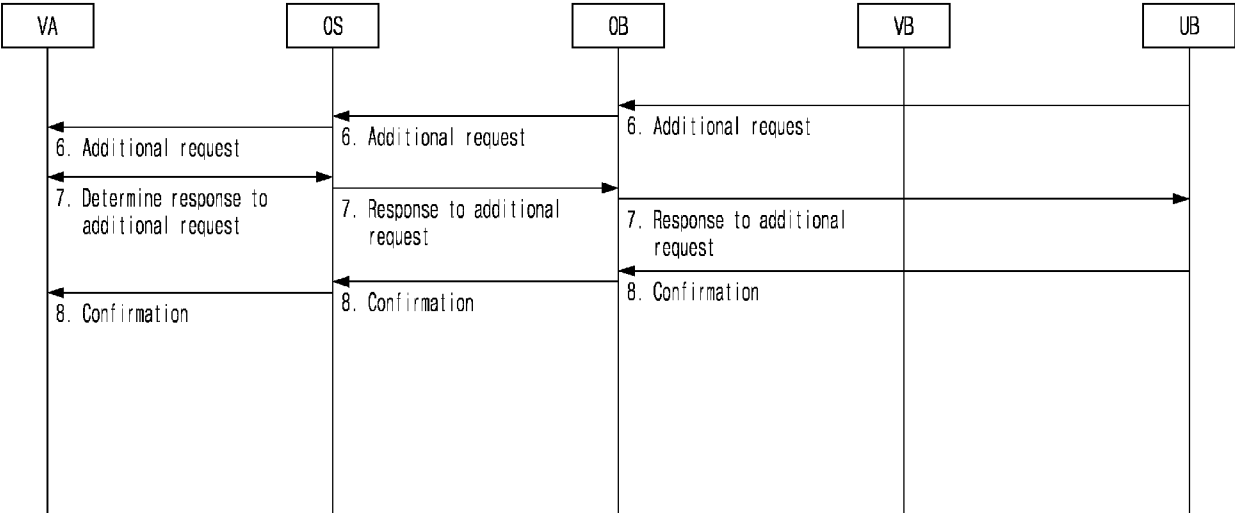 VA
OS
OB
VB
UB
6. Additional request
6. Additional request
6. Additional request
7. Determine response to
additional request
7. Response to additional
request
7. Response to additional
request
8. Confirmation
8. Confirmation
8. Confirmation